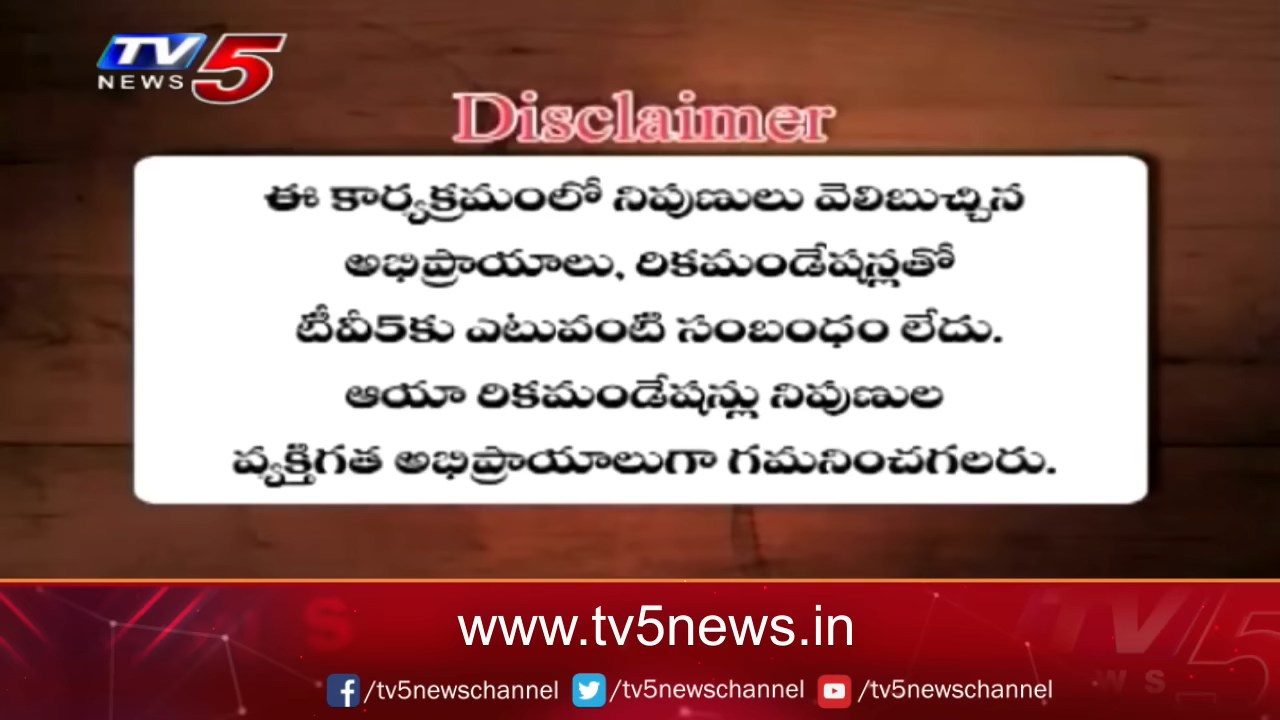 TV5
NEWS
Disclaimer
ఈ కార్యక్రమంలో నిపుణులు వెలిబుచ్చిన
అభిప్రాయాలు, రికమండేషన్లతో
టీవీ5కు ఎటువంటి సంబంధం లేదు.
ఆయా రికమండేషన్లు నిపుణుల
వ్యక్తిగత అభిప్రాయాలుగా గమనించగలరు.
www.tv5news.in
/tv5newschannel /tv5newschannel /tv5newschannel